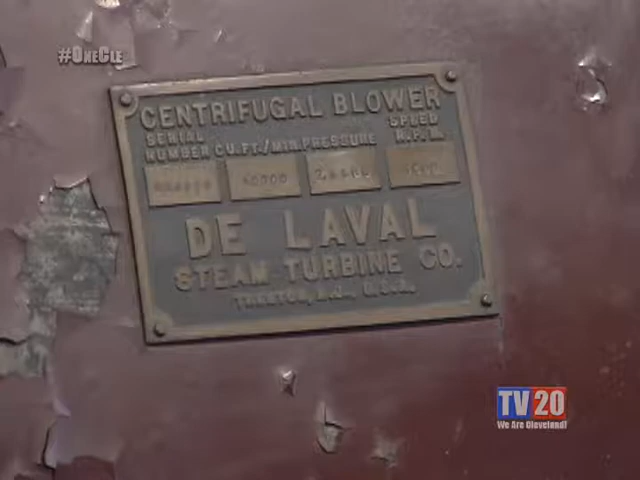 #OneCle
CENTRIFUGAL BLOWER
SERIAL SPEED
NUMBER CU.FT./MIN. PRESSURE R.P.M.
DE LAVAL
STEAM TURBINE CO.
TRENTON, N.J., U.S.A.
TV20
We Are Cleveland!